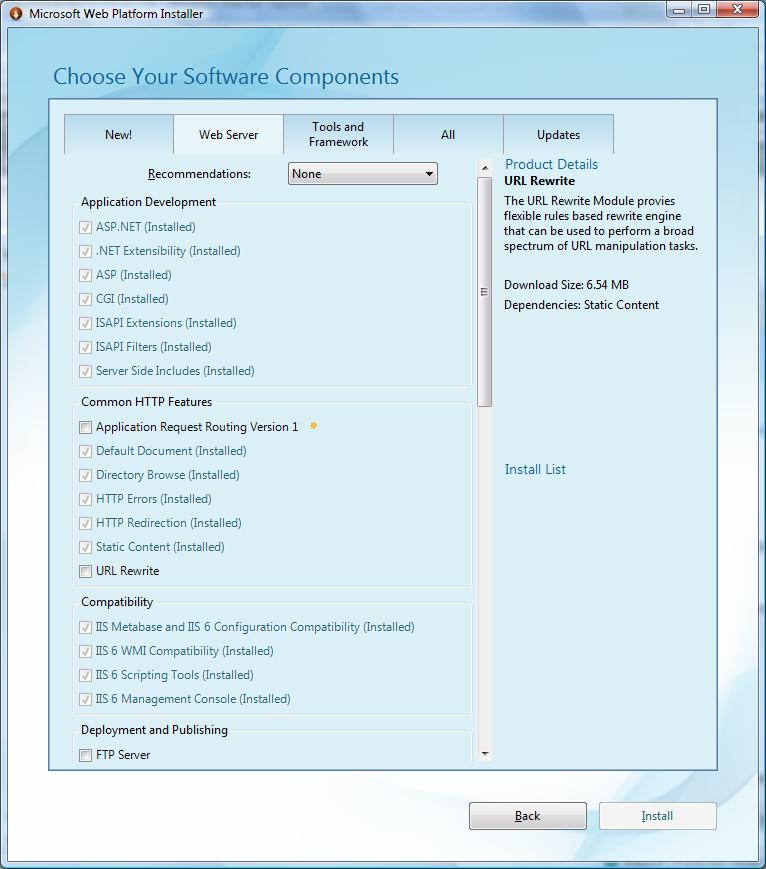 Microsoft Web Platform Installer
Choose Your Software Components
New!
Web Server
Tools and
Framework
All
Updates
Recommendations:
None
Application Development
ASP.NET (Installed)
.NET Extensibility (Installed)
ASP (Installed)
CGI (Installed)
ISAPI Extensions (Installed)
ISAPI Filters (Installed)
Server Side Includes (Installed)
Common HTTP Features
Application Request Routing Version 1
Default Document (Installed)
Directory Browse (Installed)
HTTP Errors (Installed)
HTTP Redirection (Installed)
Static Content (Installed)
URL Rewrite
Compatibility
IIS Metabase and IIS 6 Configuration Compatibility (Installed)
IIS 6 WMI Compatibility (Installed)
IIS 6 Scripting Tools (Installed)
IIS 6 Management Console (Installed)
Deployment and Publishing
FTP Server
Product Details
URL Rewrite
The URL Rewrite Module provies
flexible rules based rewrite engine
that can be used to perform a broad
spectrum of URL manipulation tasks.
Download Size: 6.54 MB
Dependencies: Static Content
Install List
Back
Install